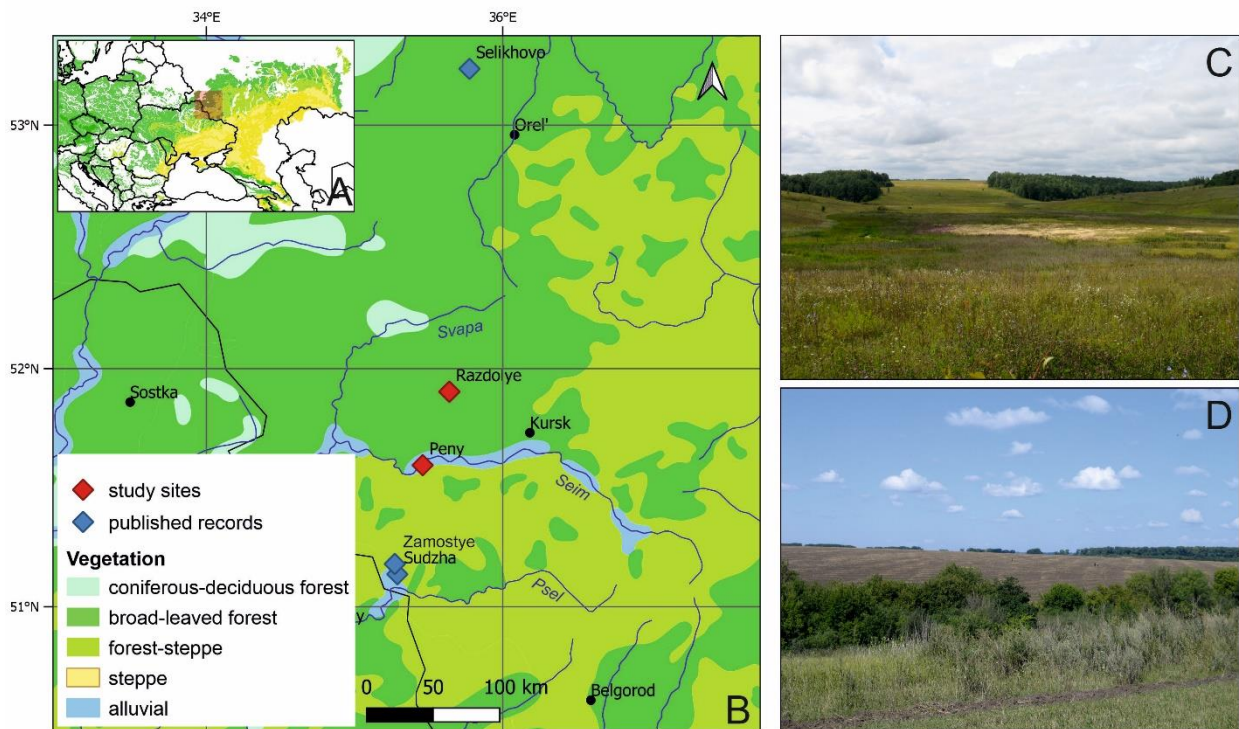 34°E
36°E
A
Selikhovo
53°N
Orel'
Svapa
52°N
Razdolye
Sostka
Kursk
Peny
Seim
study sites
published records
Zamostye
Sudzha
Vegetation
Psel
51°N
coniferous-deciduous forest
broad-leaved forest
y
forest-steppe
steppe
0 50 100 km
alluvial
Belgorod
B
C
D